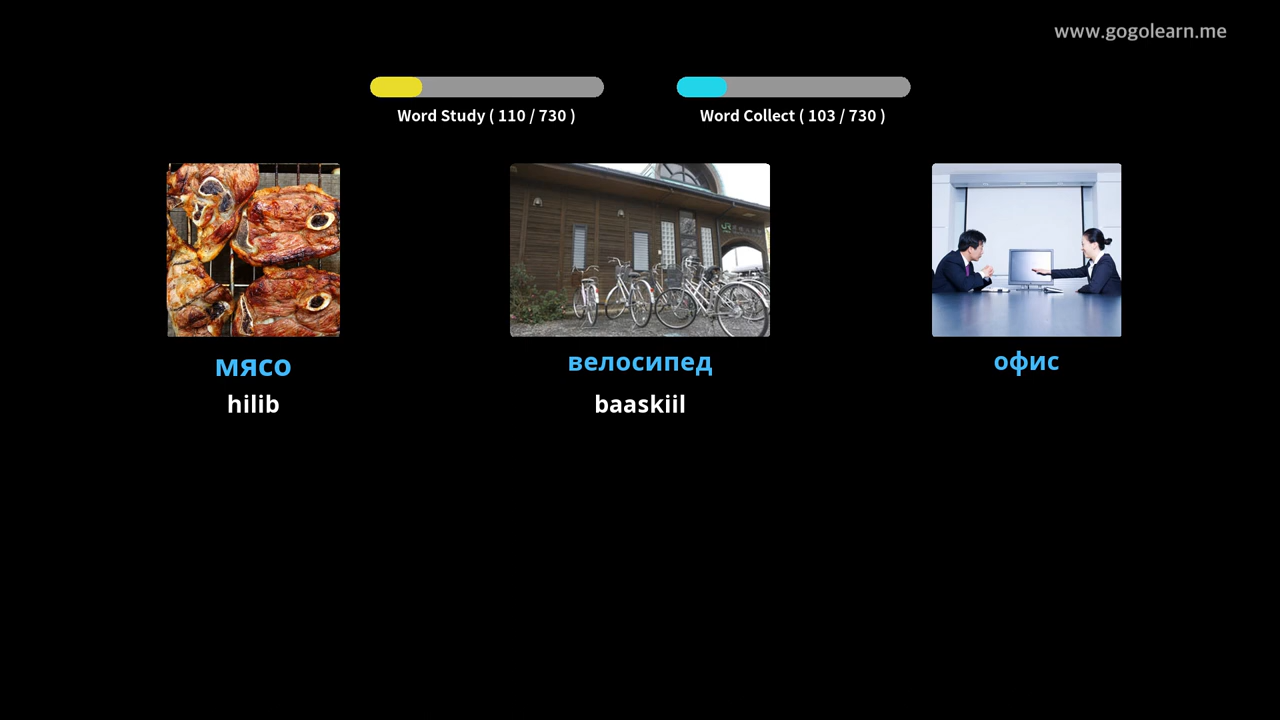 www.gogolearn.me
Word Study ( 110 / 730 )
Word Collect ( 103 / 730 )
мясо
hilib
велосипед
baaskiil
офис